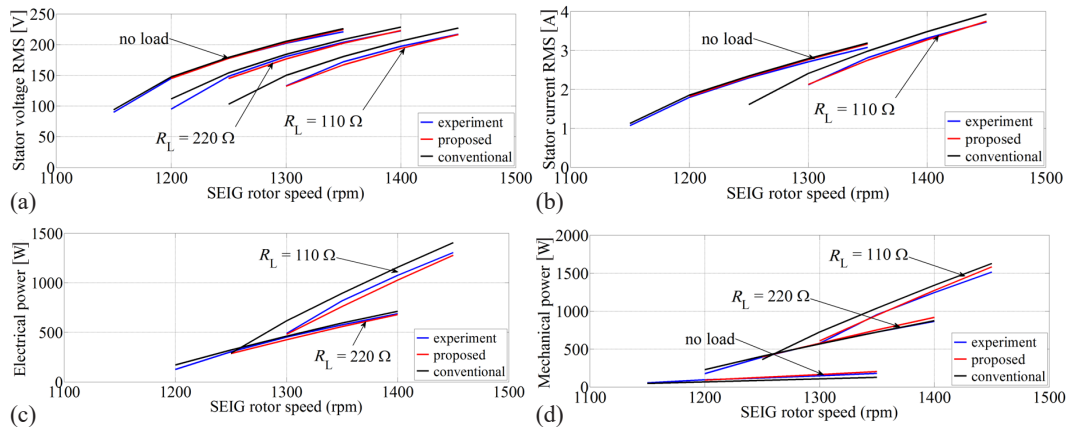 Stator voltage RMS [V]
250
200
150
100
50
0
no load
R_L = 220 Ω
R_L = 110 Ω
experiment
proposed
conventional
1100
1200
1300
1400
1500
SEIG rotor speed (rpm)
(a)
Stator current RMS [A]
4
3
2
1
0
no load
R_L = 110 Ω
experiment
proposed
conventional
1100
1200
1300
1400
1500
SEIG rotor speed (rpm)
(b)
Electrical power [W]
1500
1000
500
0
R_L = 110 Ω
R_L = 220 Ω
experiment
proposed
conventional
1100
1200
1300
1400
1500
SEIG rotor speed (rpm)
(c)
Mechanical power [W]
2000
1500
1000
500
0
R_L = 110 Ω
R_L = 220 Ω
no load
experiment
proposed
conventional
1100
1200
1300
1400
1500
SEIG rotor speed (rpm)
(d)